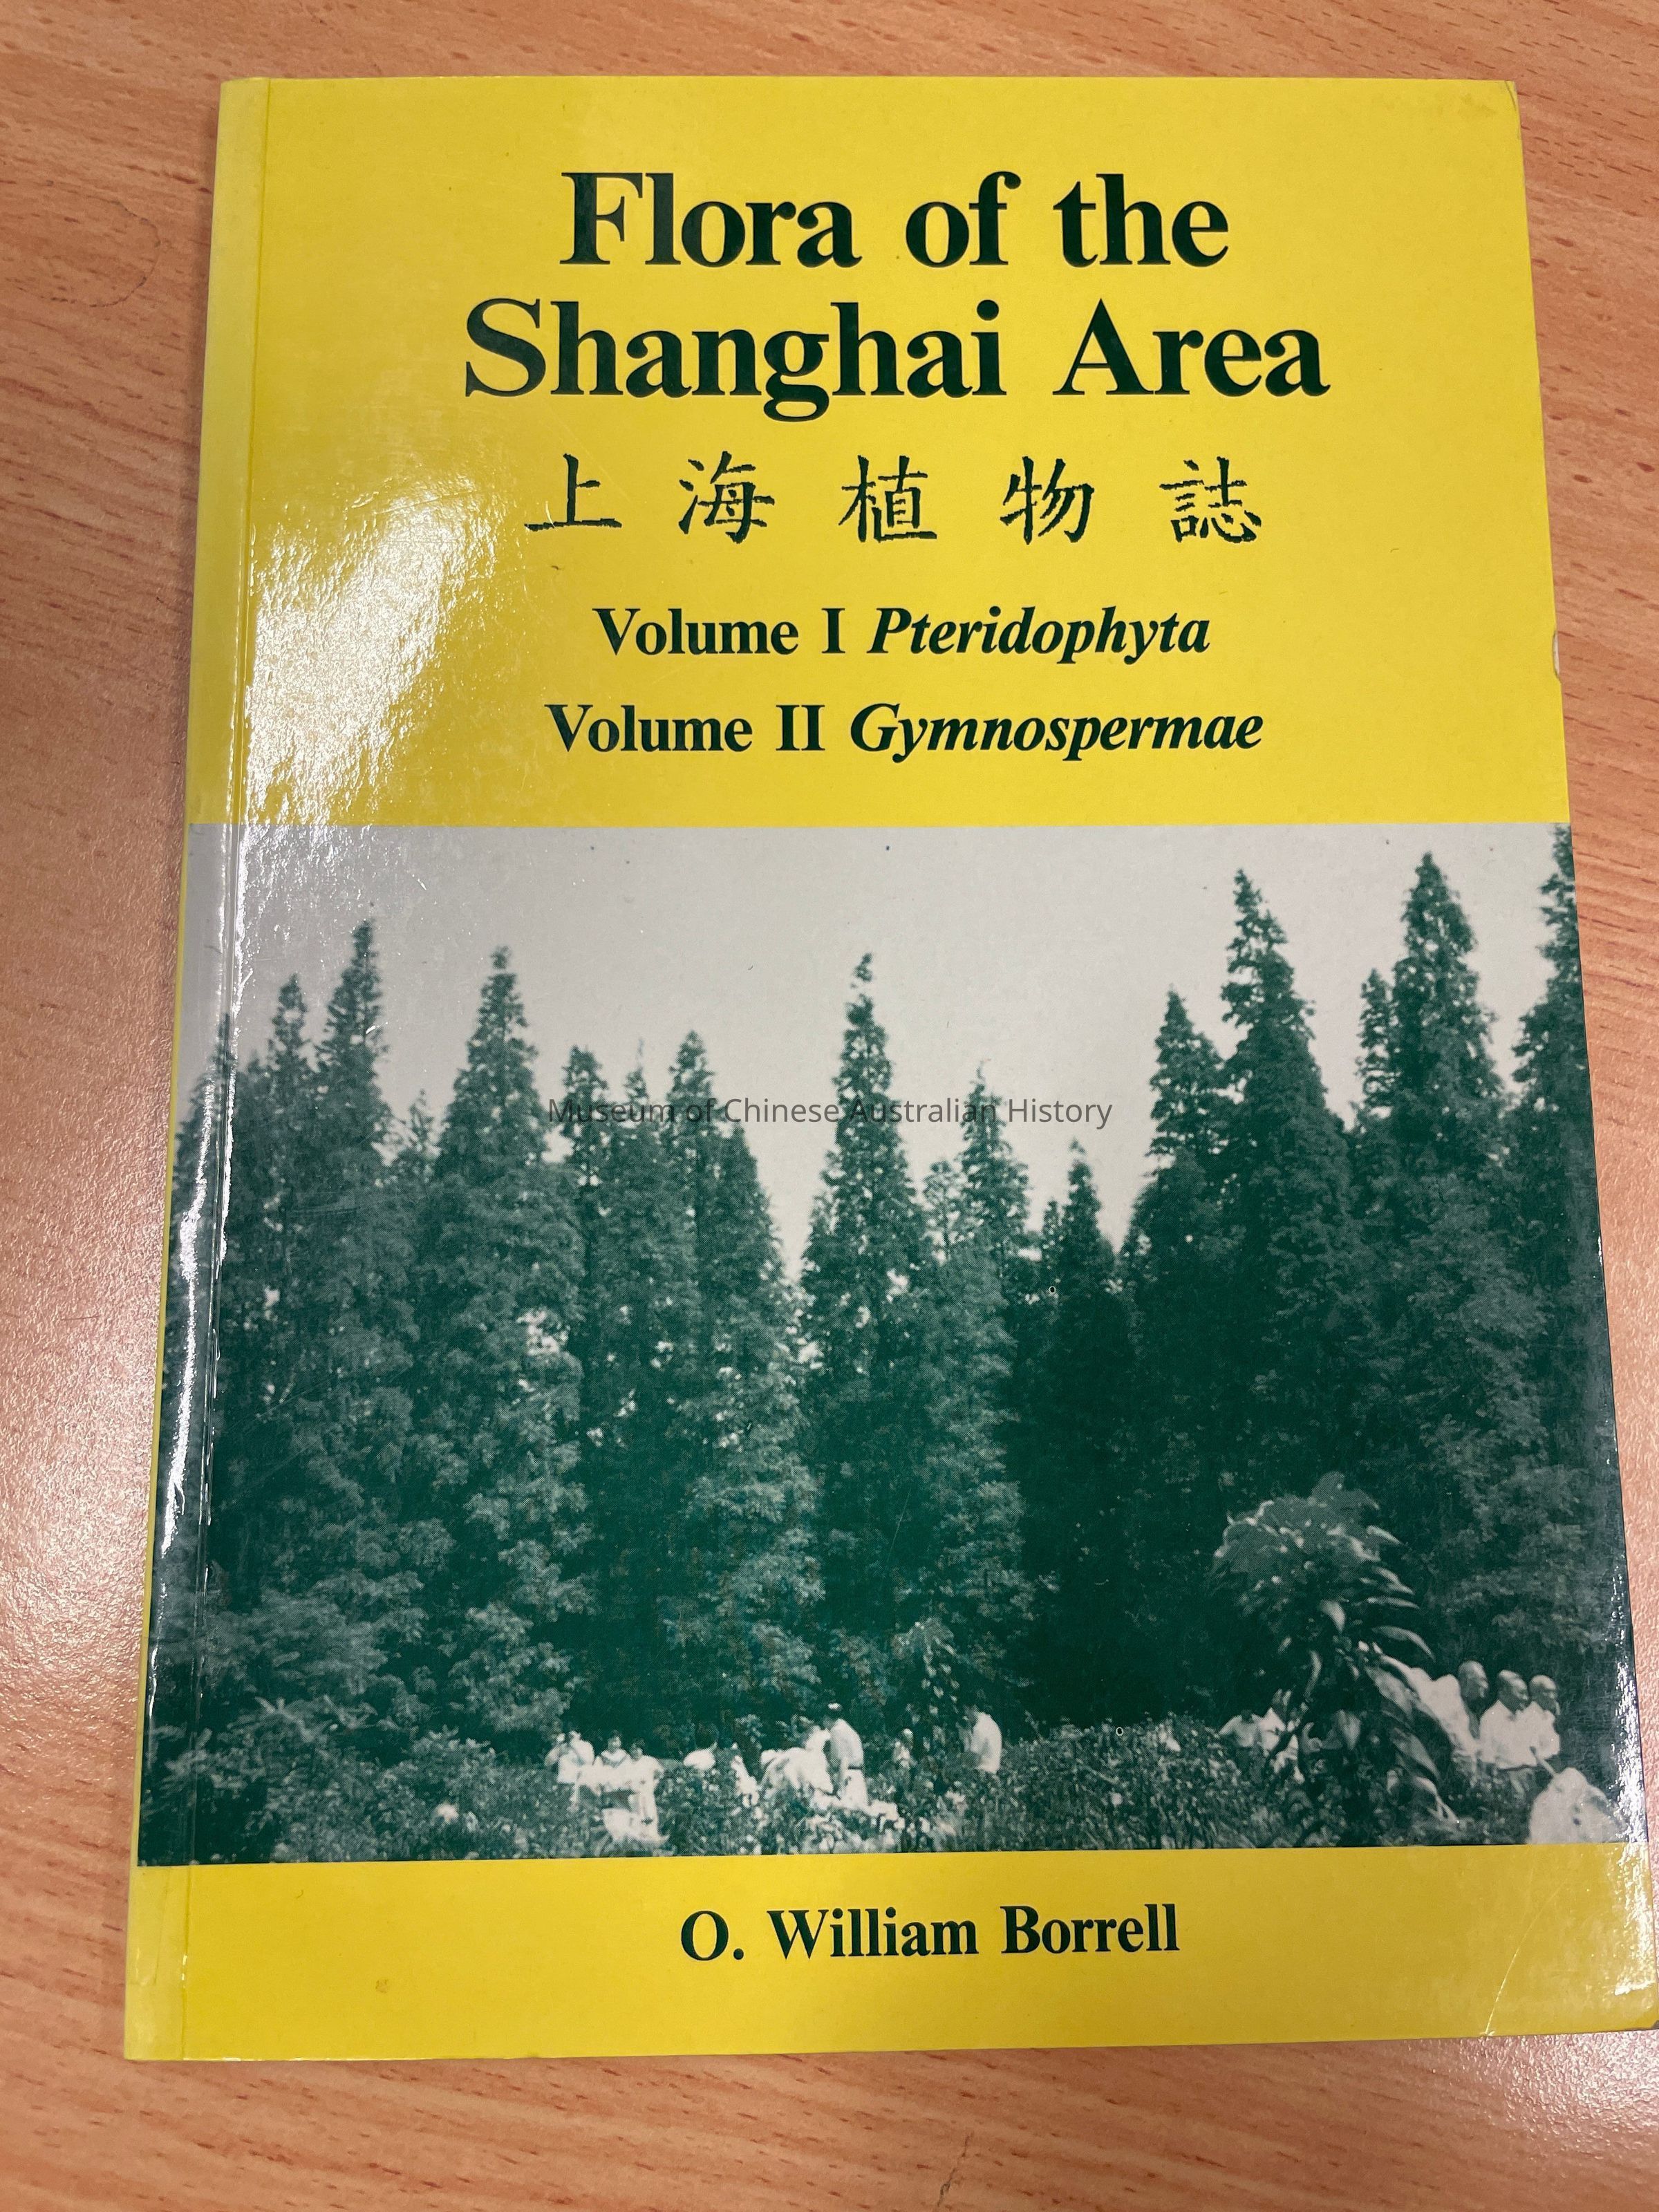 Flora of the
Shanghai Area
上海植物誌
Volume I Pteridophyta
Volume II Gymnospermae
Museum of Chinese Australian History
O. William Borrell